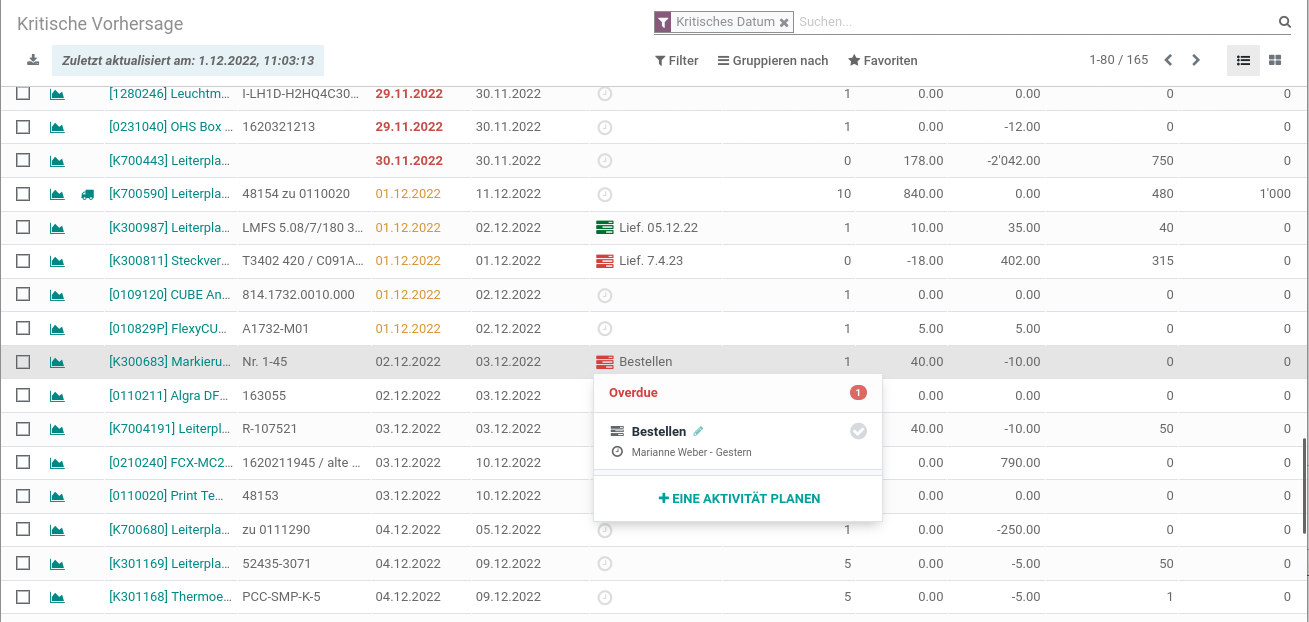 Kritische Vorhersage
Kritisches Datum Suchen...
Zuletzt aktualisiert am: 1.12.2022, 11:03:13 Filter Gruppieren nach Favoriten 1-80 / 165
[1280246] Leuchtm... I-LH1D-H2HQ4C30... 29.11.2022 30.11.2022 1 0.00 0.00 0 0
[0231040] OHS Box ... 1620321213 29.11.2022 30.11.2022 1 0.00 -12.00 0 0
[K700443] Leiterpla... 30.11.2022 30.11.2022 0 178.00 -2'042.00 750 0
[K700590] Leiterpla... 48154 zu 0110020 01.12.2022 11.12.2022 10 840.00 0.00 480 1'000
[K300987] Leiterpla... LMFS 5.08/7/180 3... 01.12.2022 02.12.2022 Lief. 05.12.22 1 10.00 35.00 40 0
[K300811] Steckver... T3402 420 / C091A... 01.12.2022 01.12.2022 Lief. 7.4.23 0 -18.00 402.00 315 0
[0109120] CUBE An... 814.1732.0010.000 01.12.2022 02.12.2022 1 0.00 0.00 0 0
[010829P] FlexyCU... A1732-M01 01.12.2022 02.12.2022 1 5.00 5.00 0 0
[K300683] Markieru... Nr. 1-45 02.12.2022 03.12.2022 Bestellen 1 40.00 -10.00 0 0
[0110211] Algra DF... 163055 02.12.2022 03.12.2022 0.00 0.00 0 0
[K7004191] Leiterpl... R-107521 03.12.2022 03.12.2022 40.00 -10.00 50 0
[0210240] FCX-MC2... 1620211945 / alte ... 03.12.2022 10.12.2022 0.00 790.00 0 0
[0110020] Print Te... 48153 03.12.2022 10.12.2022 0.00 0.00 0 0
[K700680] Leiterpla... zu 0111290 04.12.2022 05.12.2022 1 0.00 -250.00 0 0
[K301169] Leiterpla... 52435-3071 04.12.2022 09.12.2022 5 0.00 -5.00 50 0
[K301168] Thermoe... PCC-SMP-K-5 04.12.2022 09.12.2022 5 0.00 -5.00 1 0
Overdue 1
Bestellen
Marianne Weber - Gestern
EINE AKTIVITÄT PLANEN